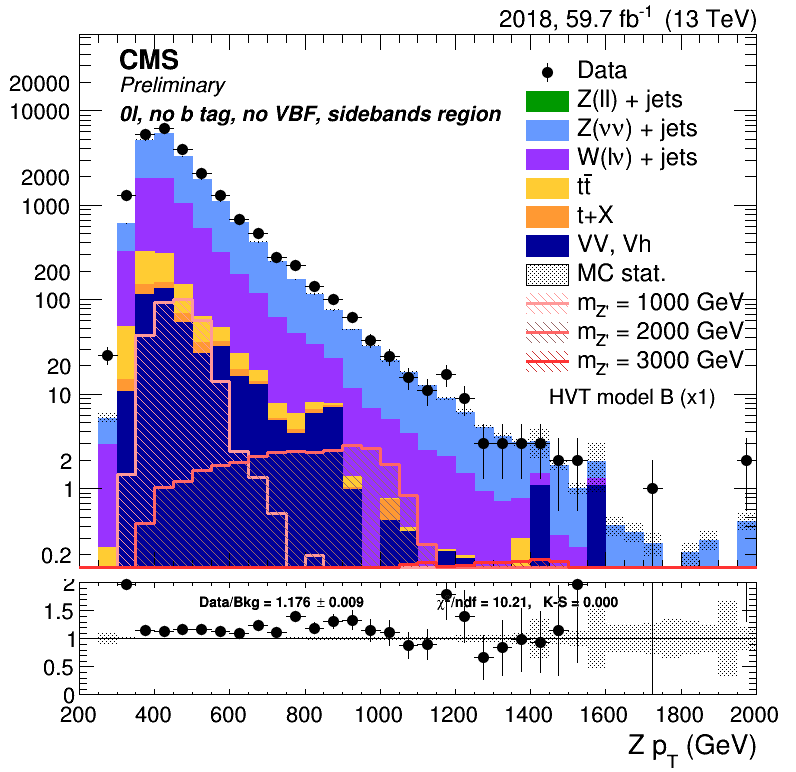 2018, 59.7 fb⁻¹ (13 TeV)
CMS
Preliminary
0l, no b tag, no VBF, sidebands region
Data
Z(ll) + jets
Z(νν) + jets
W(lν) + jets
tt̄
t+X
VV, Vh
MC stat.
m_Z' = 1000 GeV
m_Z' = 2000 GeV
m_Z' = 3000 GeV
HVT model B (x1)
20000
10000
2000
1000
200
100
20
10
2
1
0.2
Data/Bkg = 1.176 ± 0.009 χ²/ndf = 10.21, K-S = 0.000
2
1.5
1
0.5
0
200 400 600 800 1000 1200 1400 1600 1800 2000
Z p_T (GeV)